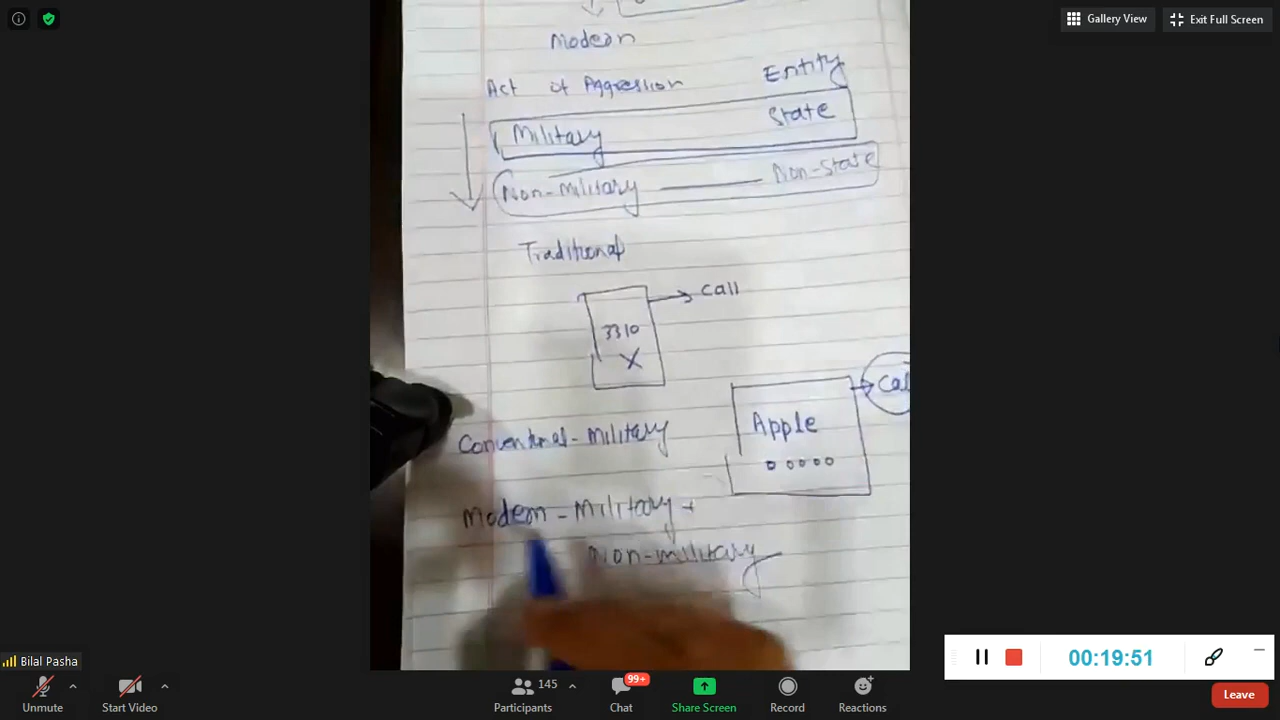 Gallery View
Exit Full Screen
Modern
Act of Aggression Entity
Military State
Non-Military Non-State
Traditional
Call
3310
X
Cal
Apple
Conventional - Military
Modern - Military +
Non-military
Bilal Pasha
00:19:51
Unmute
Start Video
145
Participants
99+
Chat
Share Screen
Record
Reactions
Leave